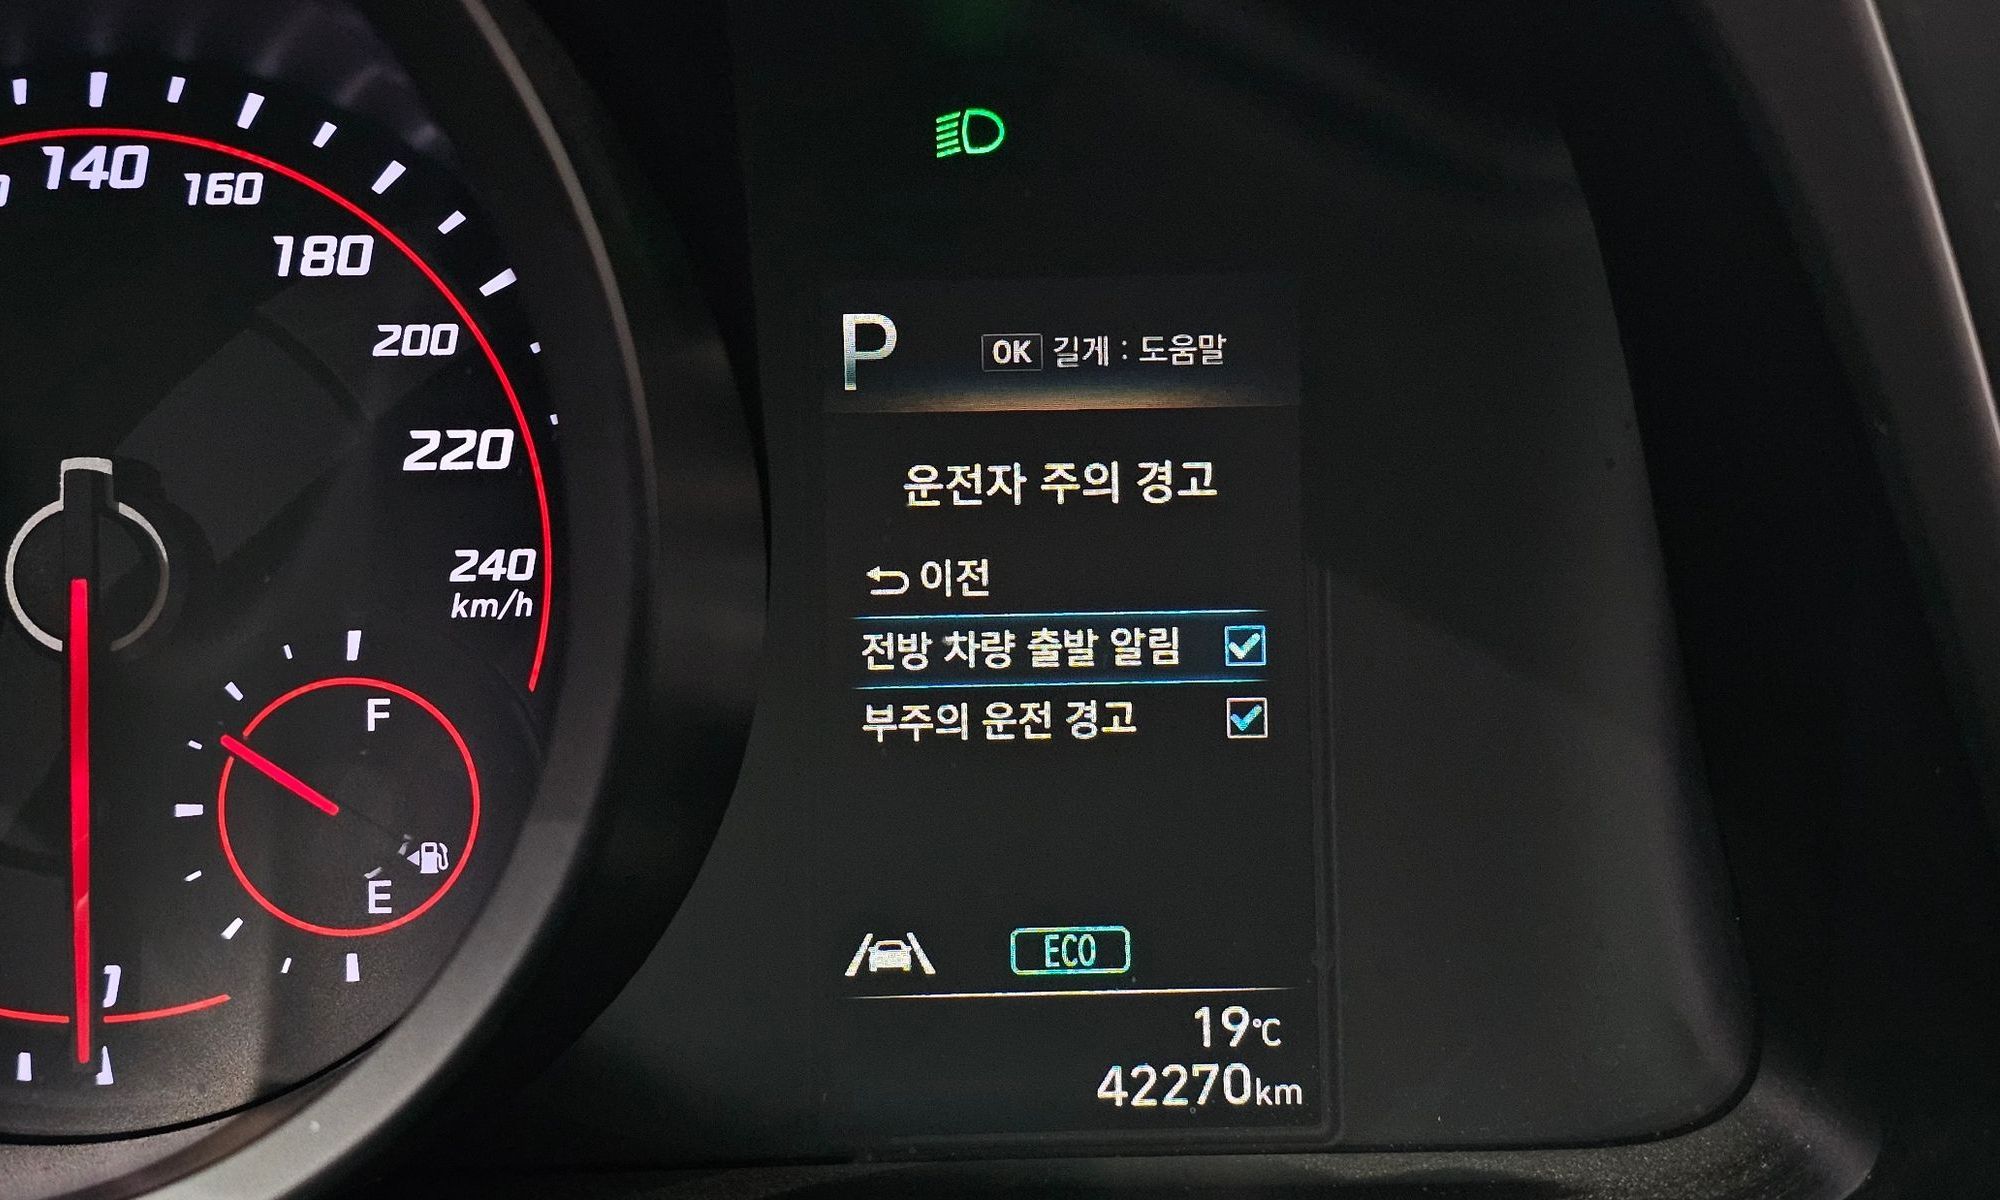 140
160
180
200
220
240
km/h
F
E
P
OK 길게 : 도움말
운전자 주의 경고
이전
전방 차량 출발 알림
부주의 운전 경고
ECO
19℃
42270km